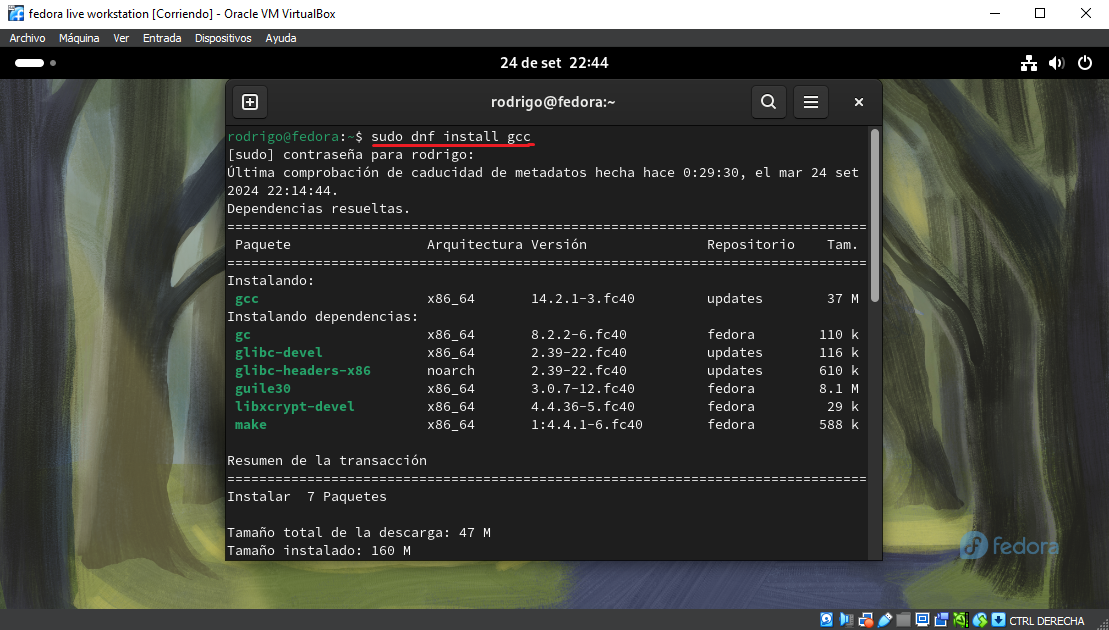 fedora live workstation [Corriendo] - Oracle VM VirtualBox
Archivo Máquina Ver Entrada Dispositivos Ayuda
24 de set 22:44
rodrigo@fedora:~
rodrigo@fedora:~$ sudo dnf install gcc
[sudo] contraseña para rodrigo:
Última comprobación de caducidad de metadatos hecha hace 0:29:30, el mar 24 set
2024 22:14:44.
Dependencias resueltas.
================================================================================
Paquete Arquitectura Versión Repositorio Tam.
================================================================================
Instalando:
gcc x86_64 14.2.1-3.fc40 updates 37 M
Instalando dependencias:
gc x86_64 8.2.2-6.fc40 fedora 110 k
glibc-devel x86_64 2.39-22.fc40 updates 116 k
glibc-headers-x86 noarch 2.39-22.fc40 updates 610 k
guile30 x86_64 3.0.7-12.fc40 fedora 8.1 M
libxcrypt-devel x86_64 4.4.36-5.fc40 fedora 29 k
make x86_64 1:4.4.1-6.fc40 fedora 588 k
Resumen de la transacción
================================================================================
Instalar 7 Paquetes
Tamaño total de la descarga: 47 M
Tamaño instalado: 160 M
fedora
CTRL DERECHA